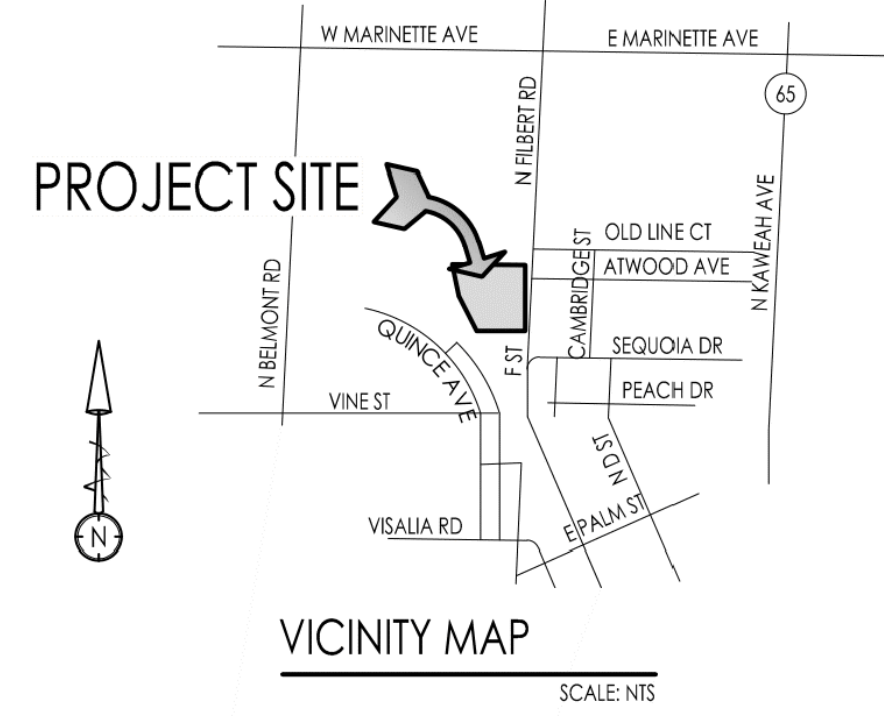 W MARINETTE AVE
E MARINETTE AVE
65
N FILBERT RD
PROJECT SITE
N KAWEAH AVE
OLD LINE CT
CAMBRIDGE ST
ATWOOD AVE
N BELMONT RD
QUINCE AVE
F ST
SEQUOIA DR
PEACH DR
VINE ST
N D ST
E PALM ST
VISALIA RD
N
VICINITY MAP
SCALE: NTS